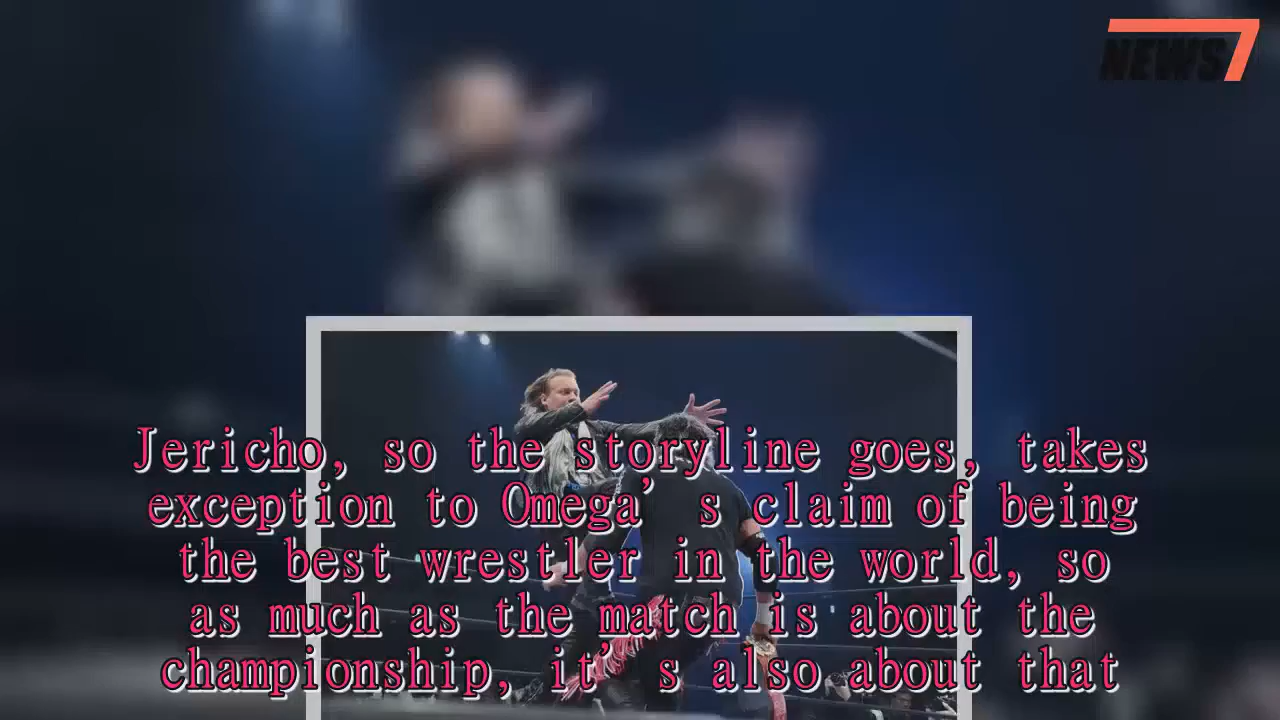 NEWS7
Jericho, so the storyline goes, takes
exception to Omega’s claim of being
the best wrestler in the world, so
as much as the match is about the
championship, it’s also about that